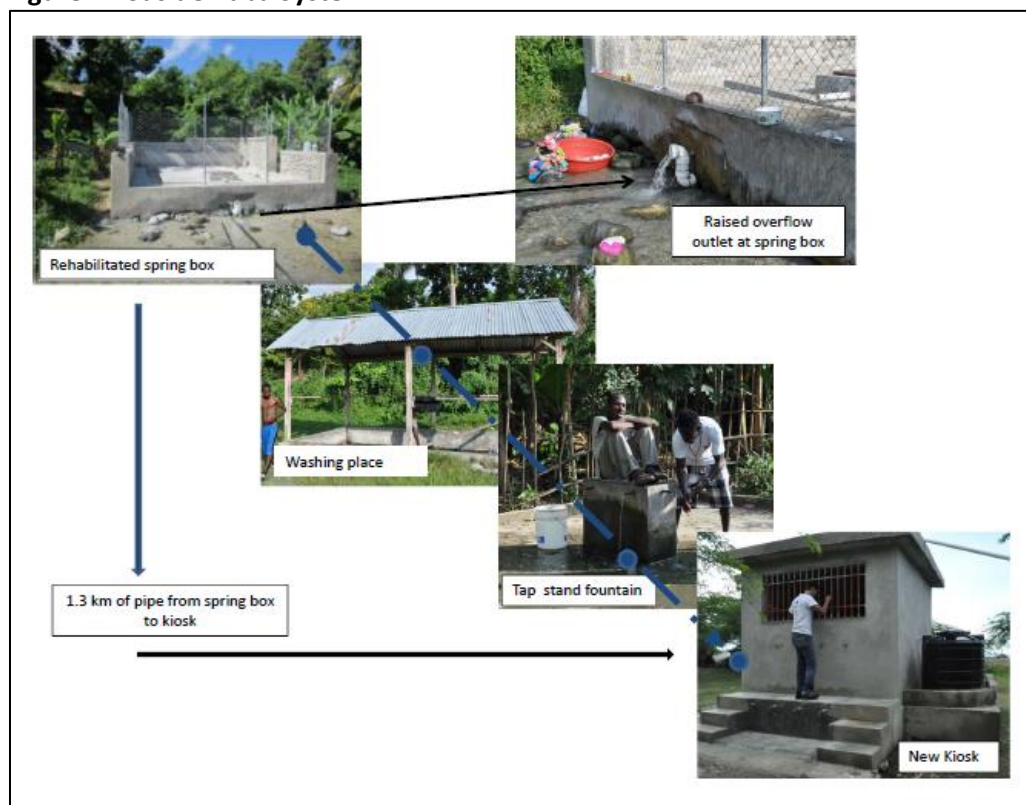 Rehabilitated spring box
Raised overflow
outlet at spring box
Washing place
Tap stand fountain
1.3 km of pipe from spring box
to kiosk
New Kiosk